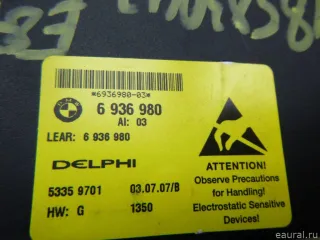 *6936980-03*
6 936 980
AI: 03
LEAR: 6 936 980
DELPHI
5335 9701 03.07.07/B
HW: G 1350
ATTENTION!
Observe Precautions
for Handling!
Electrostatic Sensitive
Devices!
eaural.ru